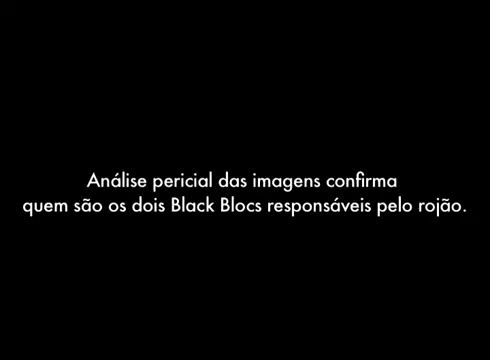 Análise pericial das imagens confirma
quem são os dois Black Blocs responsáveis pelo rojão.